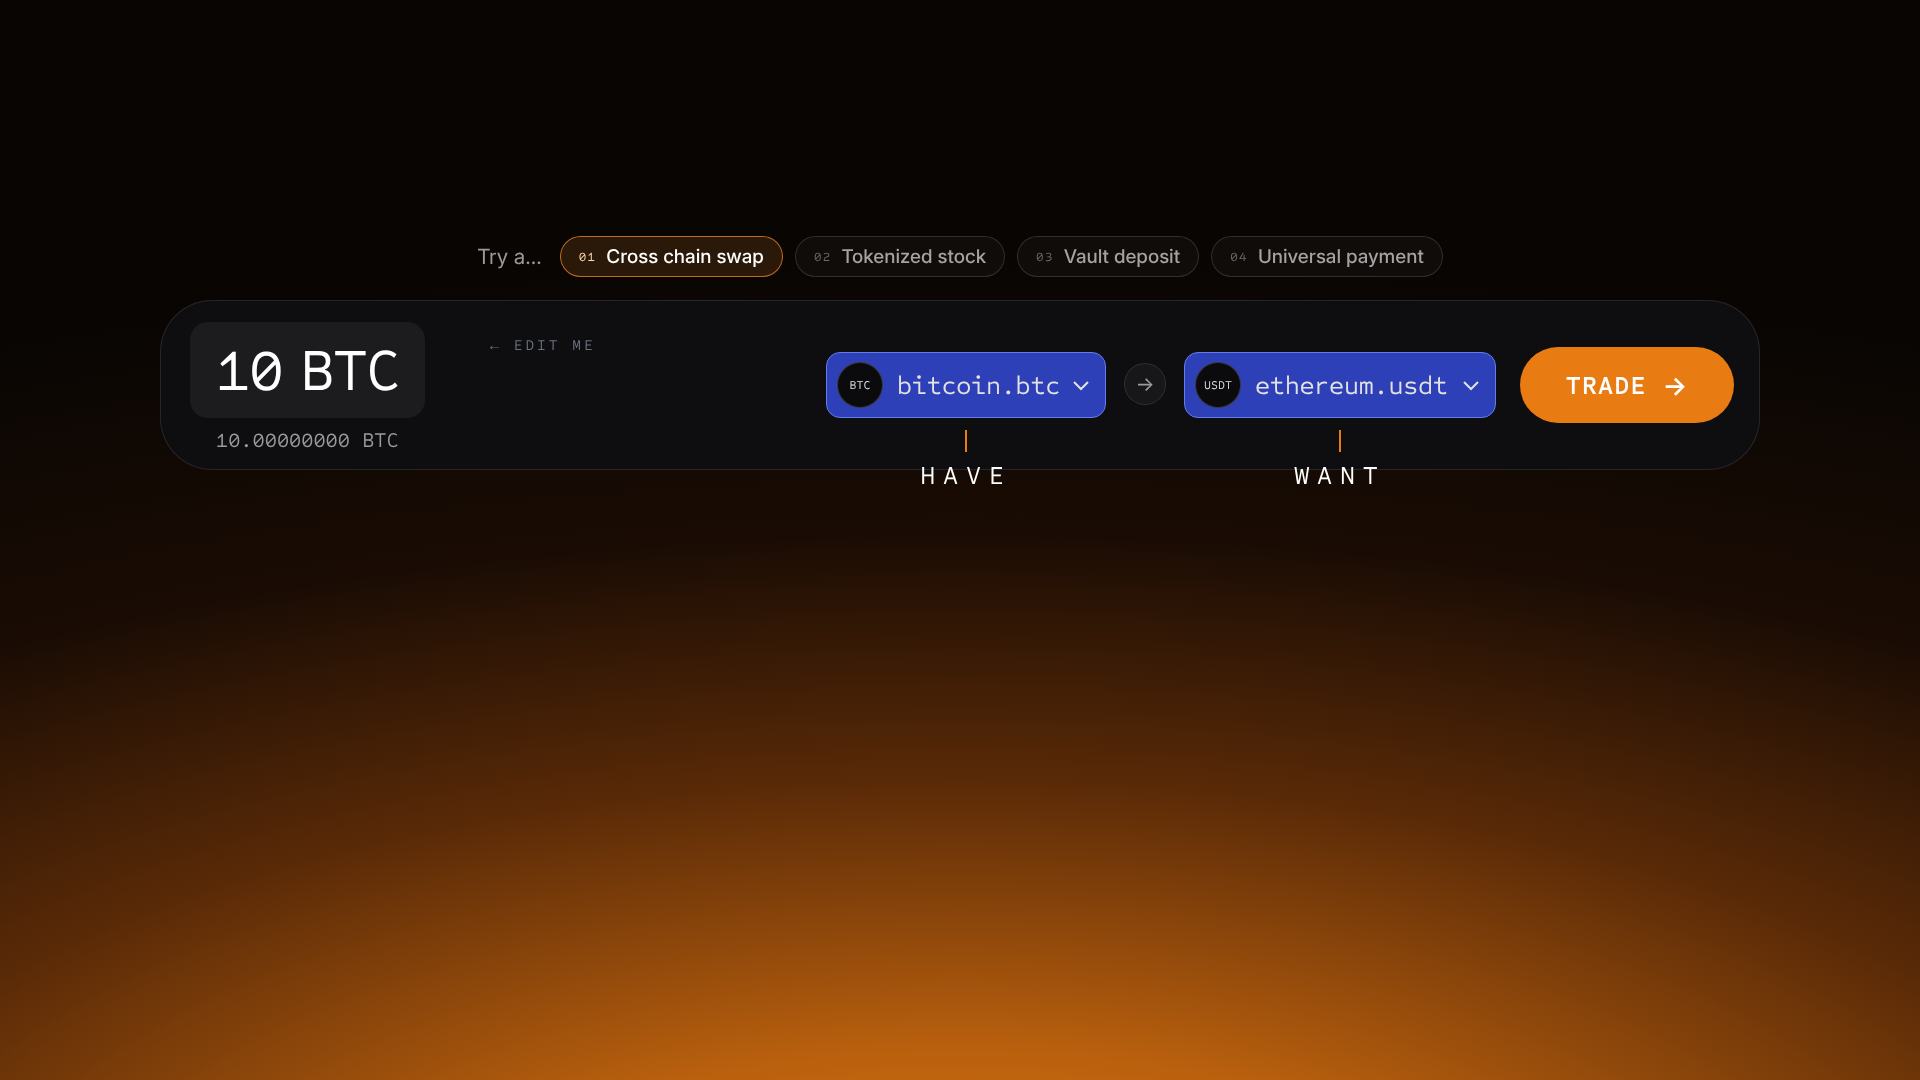 Try a... 01 Cross chain swap 02 Tokenized stock 03 Vault deposit 04 Universal payment
10 BTC
← EDIT ME
10.00000000 BTC
BTC bitcoin.btc → USDT ethereum.usdt TRADE →
HAVE WANT